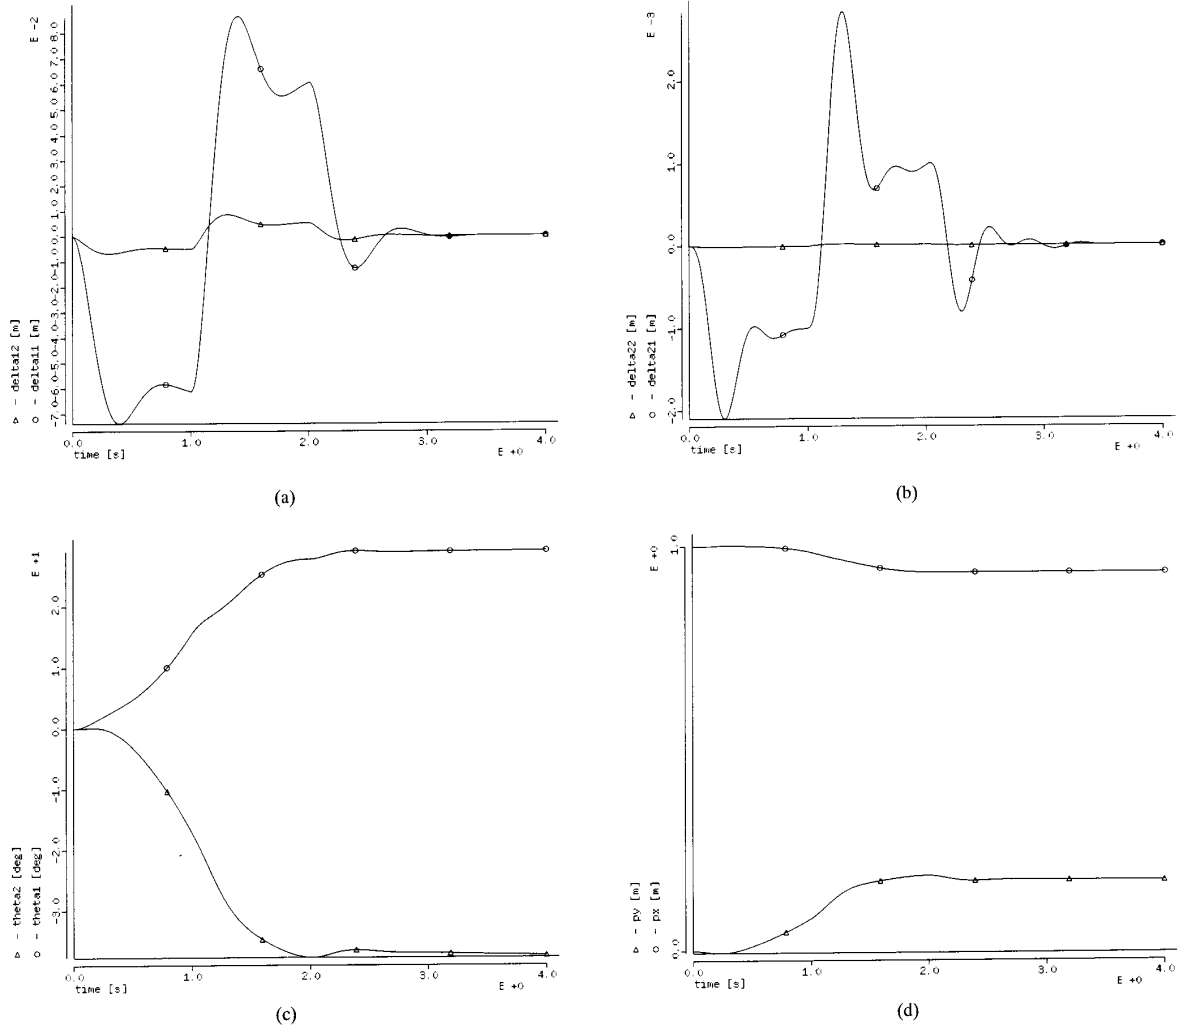 E -2
8.0
7.0
6.0
5.0
4.0
3.0
2.0
1.0
0.0
-1.0
-2.0
-3.0
-4.0
-5.0
-6.0
-7.0
△ - delta12 [m]
○ - delta11 [m]
0.0 1.0 2.0 3.0 4.0
time [s] E +0
(a)
E -3
2.0
1.0
0.0
-1.0
-2.0
△ - delta22 [m]
○ - delta21 [m]
0.0 1.0 2.0 3.0 4.0
time [s] E +0
(b)
E +1
2.0
1.0
0.0
-1.0
-2.0
-3.0
△ - theta2 [deg]
○ - theta1 [deg]
0.0 1.0 2.0 3.0 4.0
time [s] E +0
(c)
E +0
1.0
0.0
△ - py [m]
○ - px [m]
0.0 1.0 2.0 3.0 4.0
time [s] E +0
(d)